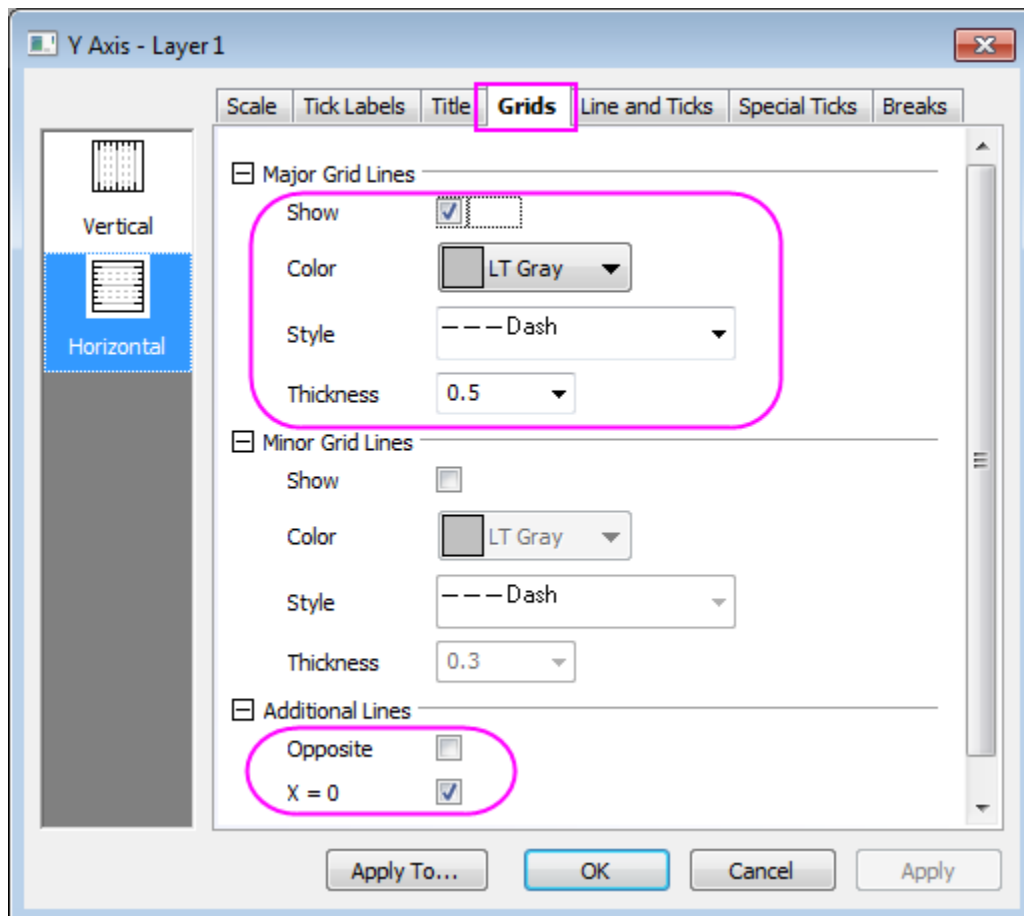 Y Axis - Layer 1
Scale Tick Labels Title Grids Line and Ticks Special Ticks Breaks
Vertical
Horizontal
Major Grid Lines
Show
Color LT Gray
Style Dash
Thickness 0.5
Minor Grid Lines
Show
Color LT Gray
Style Dash
Thickness 0.3
Additional Lines
Opposite
X = 0
Apply To... OK Cancel Apply